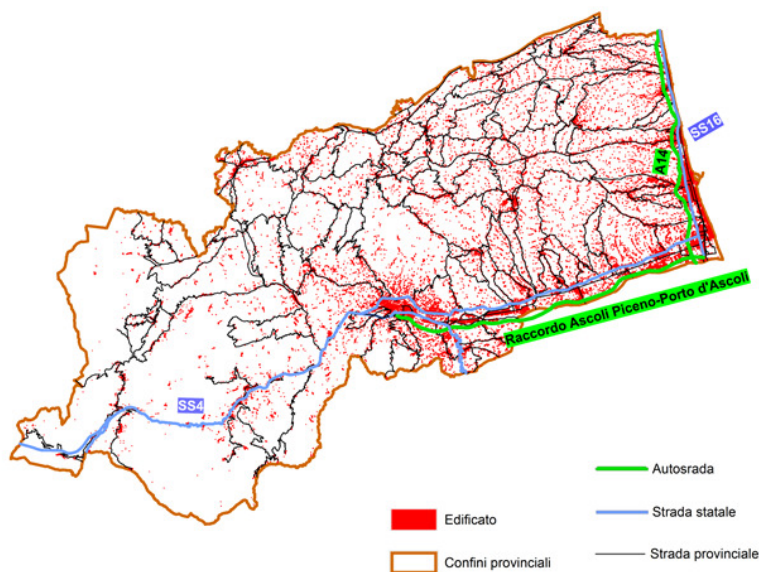 SS16
A14
Raccordo Ascoli Piceno-Porto d'Ascoli
SS4
Autosrada
Edificato
Strada statale
Confini provinciali
Strada provinciale